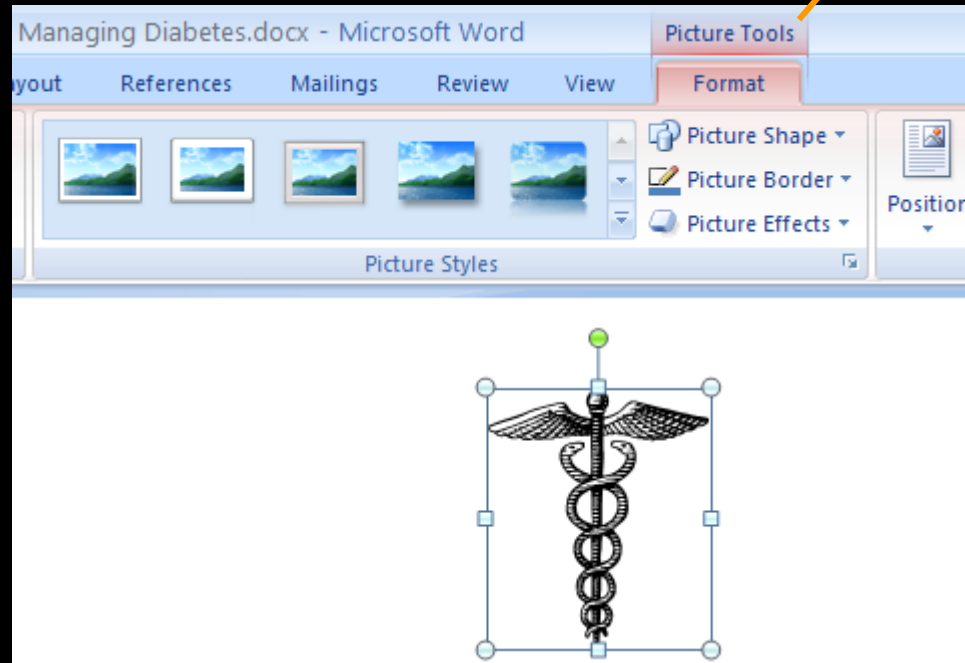 Managing Diabetes.docx - Microsoft Word
Picture Tools
yout References Mailings Review View Format
Picture Shape
Picture Border
Picture Effects
Position
Picture Styles